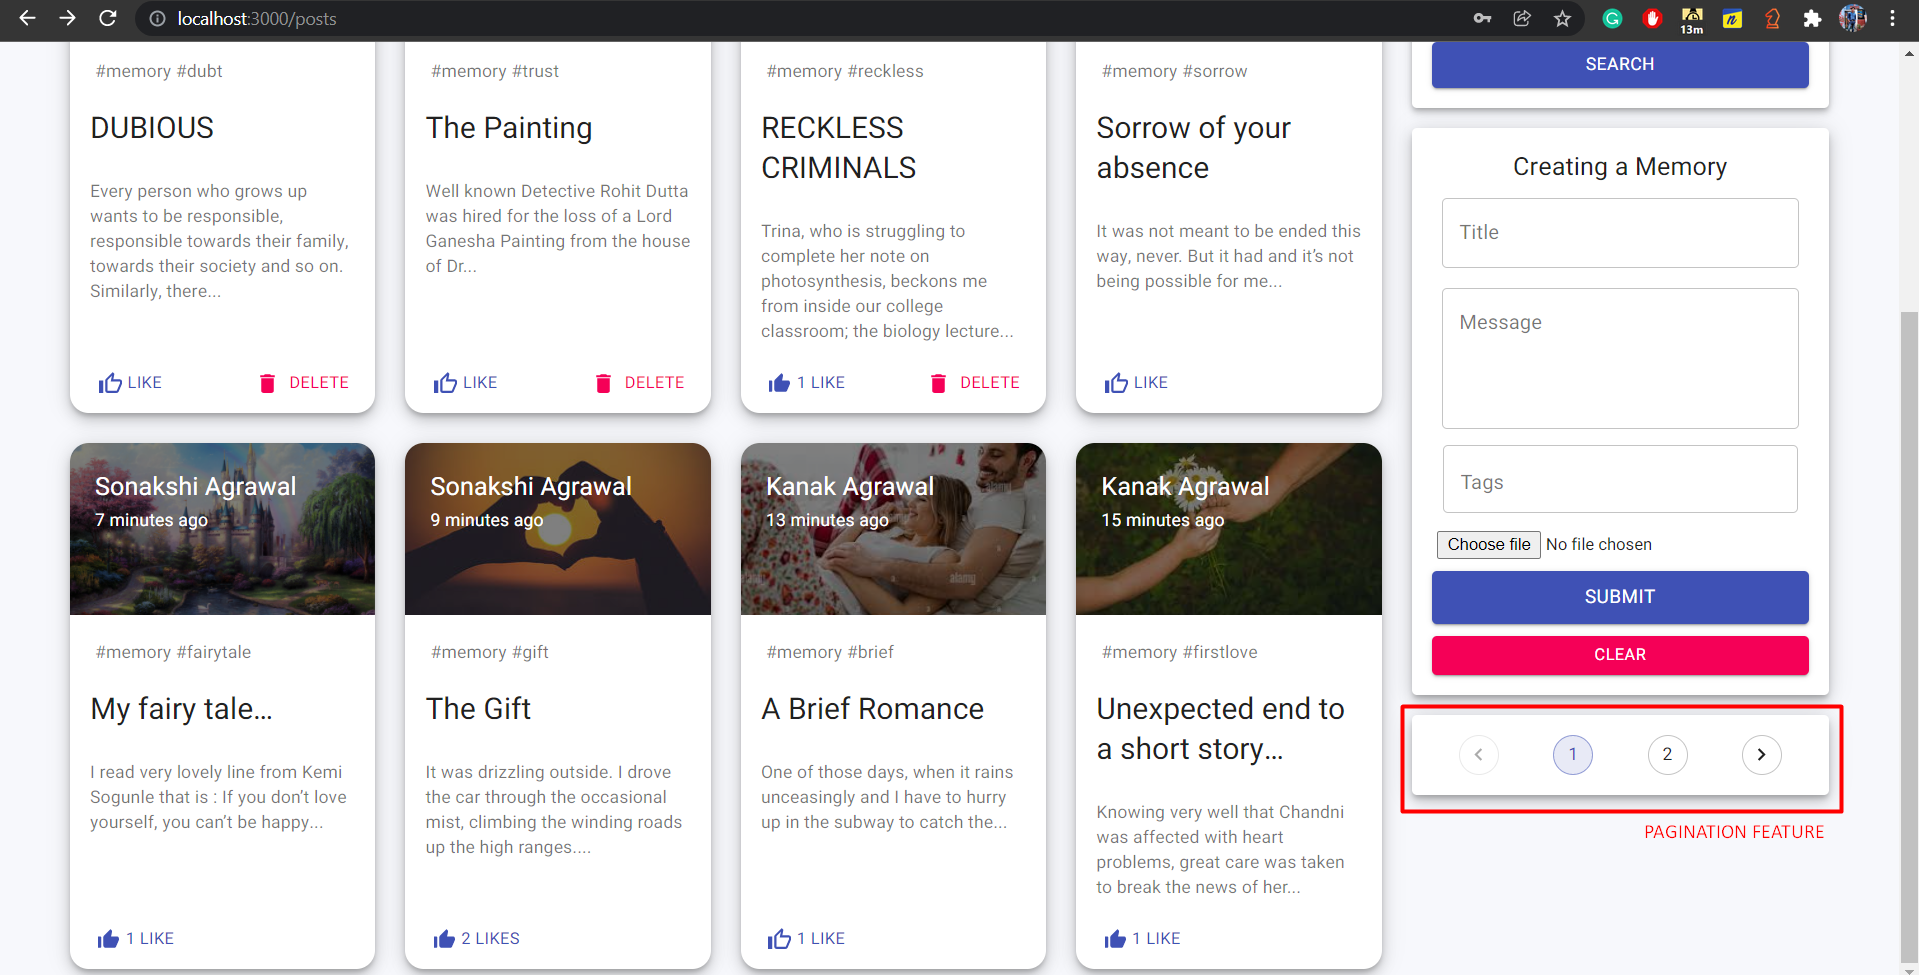 localhost:3000/posts
13m
#memory #dubt
DUBIOUS
Every person who grows up
wants to be responsible,
responsible towards their family,
towards their society and so on.
Similarly, there...
LIKE
DELETE
#memory #trust
The Painting
Well known Detective Rohit Dutta
was hired for the loss of a Lord
Ganesha Painting from the house
of Dr...
LIKE
DELETE
#memory #reckless
RECKLESS
CRIMINALS
Trina, who is struggling to
complete her note on
photosynthesis, beckons me
from inside our college
classroom; the biology lecture...
1 LIKE
DELETE
#memory #sorrow
Sorrow of your
absence
It was not meant to be ended this
way, never. But it had and it’s not
being possible for me...
LIKE
Sonakshi Agrawal
7 minutes ago
#memory #fairytale
My fairy tale...
I read very lovely line from Kemi
Sogunle that is : If you don’t love
yourself, you can’t be happy...
1 LIKE
Sonakshi Agrawal
9 minutes ago
#memory #gift
The Gift
It was drizzling outside. I drove
the car through the occasional
mist, climbing the winding roads
up the high ranges....
2 LIKES
Kanak Agrawal
13 minutes ago
alamy
alamy
#memory #brief
A Brief Romance
One of those days, when it rains
unceasingly and I have to hurry
up in the subway to catch the...
1 LIKE
Kanak Agrawal
15 minutes ago
#memory #firstlove
Unexpected end to
a short story...
Knowing very well that Chandni
was affected with heart
problems, great care was taken
to break the news of her...
1 LIKE
SEARCH
Creating a Memory
Title
Message
Tags
Choose file No file chosen
SUBMIT
CLEAR
1 2
PAGINATION FEATURE